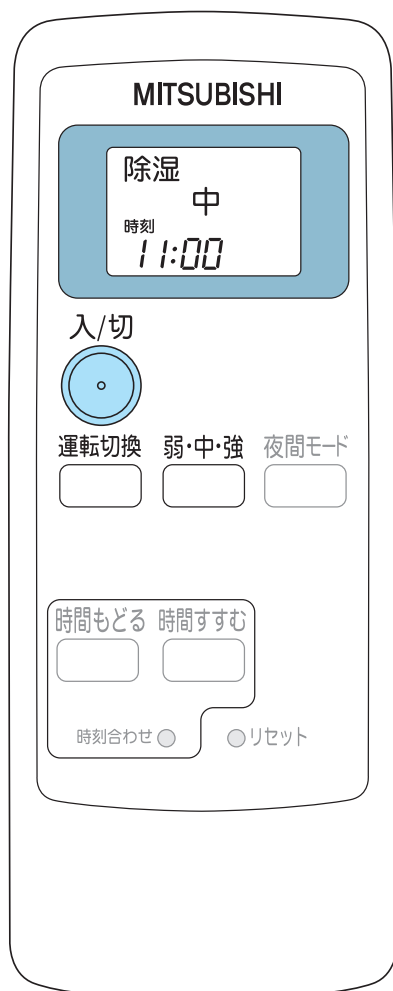 MITSUBISHI
除湿
中
時刻
11:00
入/切
運転切換 弱・中・強 夜間モード
時間もどる 時間すすむ
時刻合わせ リセット